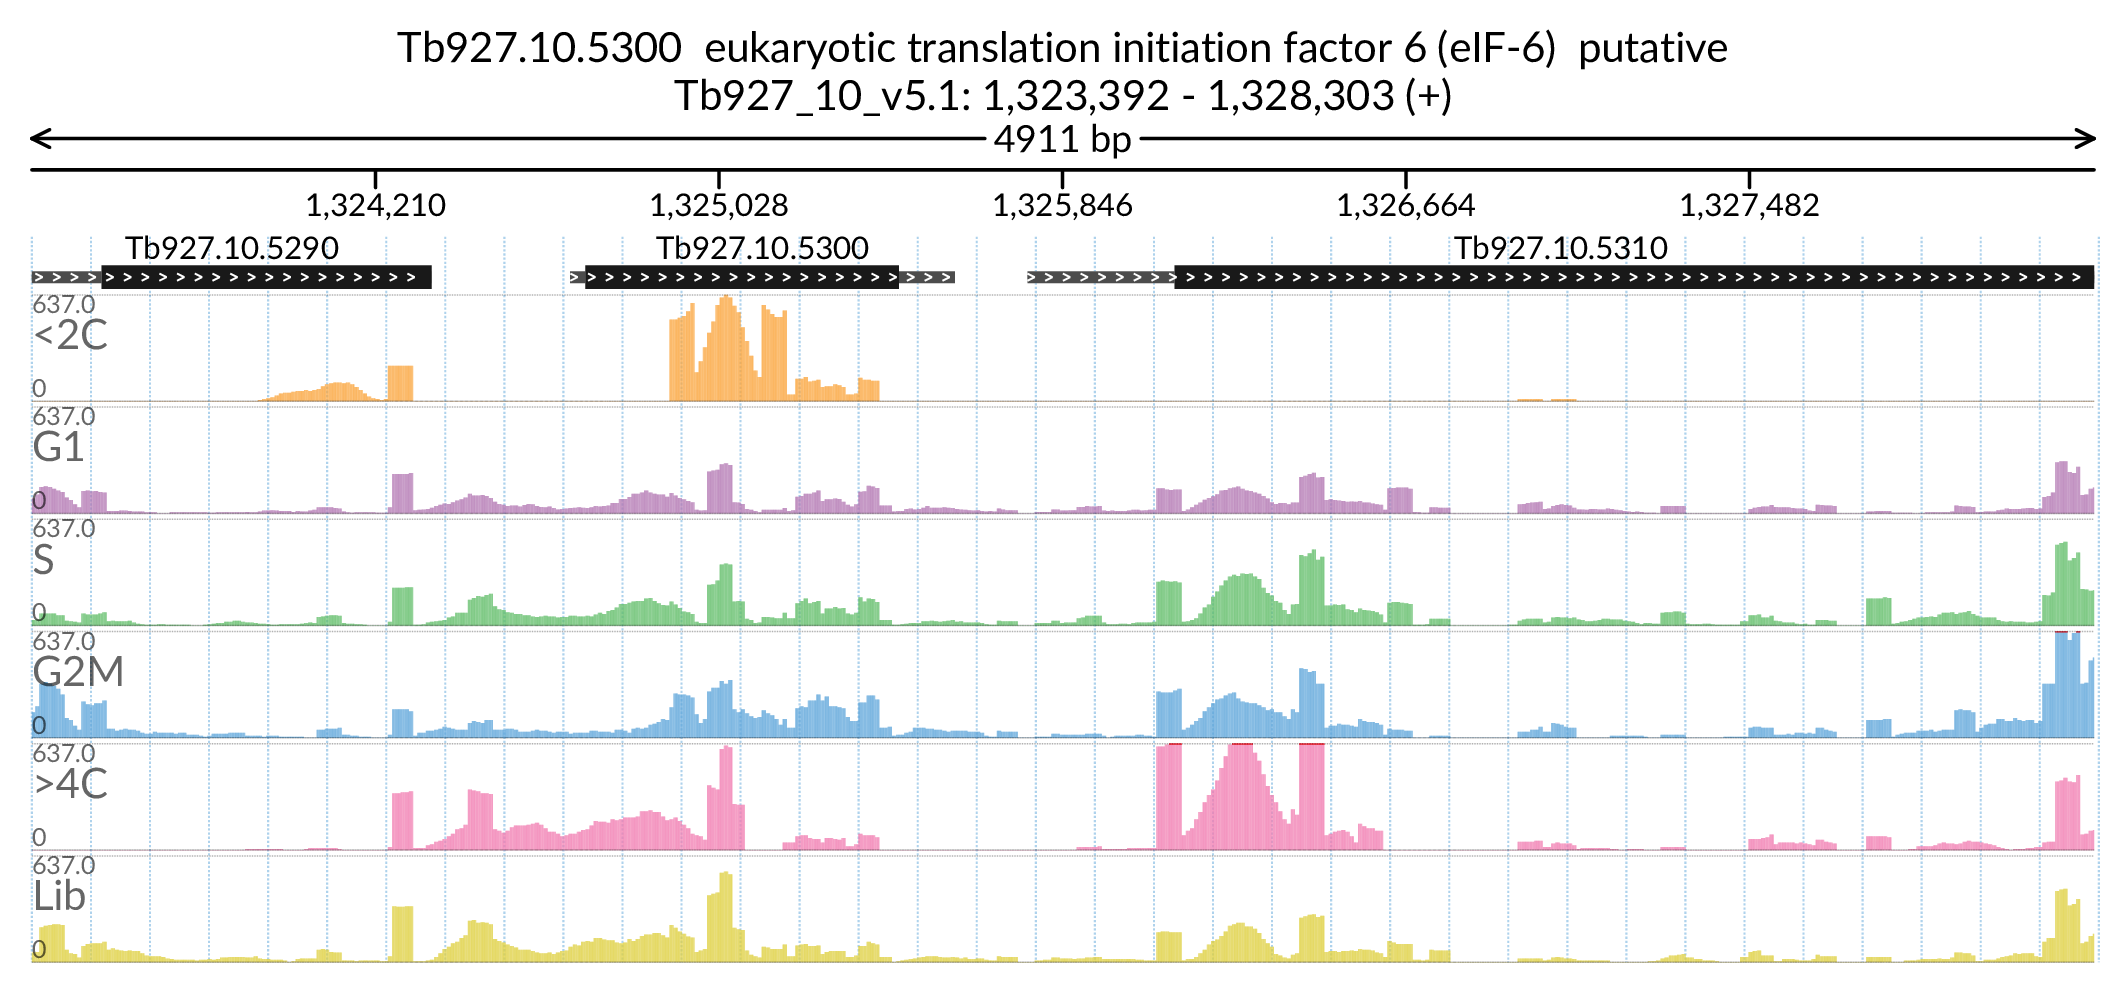 Tb927.10.5300  eukaryotic translation initiation factor 6 (eIF-6)  putative
Tb927_10_v5.1: 1,323,392 - 1,328,303 (+)
4911 bp
1,324,210 1,325,028 1,325,846 1,326,664 1,327,482
Tb927.10.5290 Tb927.10.5300 Tb927.10.5310
637.0
<2C
0
637.0
G1
0
637.0
S
0
637.0
G2M
0
637.0
>4C
0
637.0
Lib
0